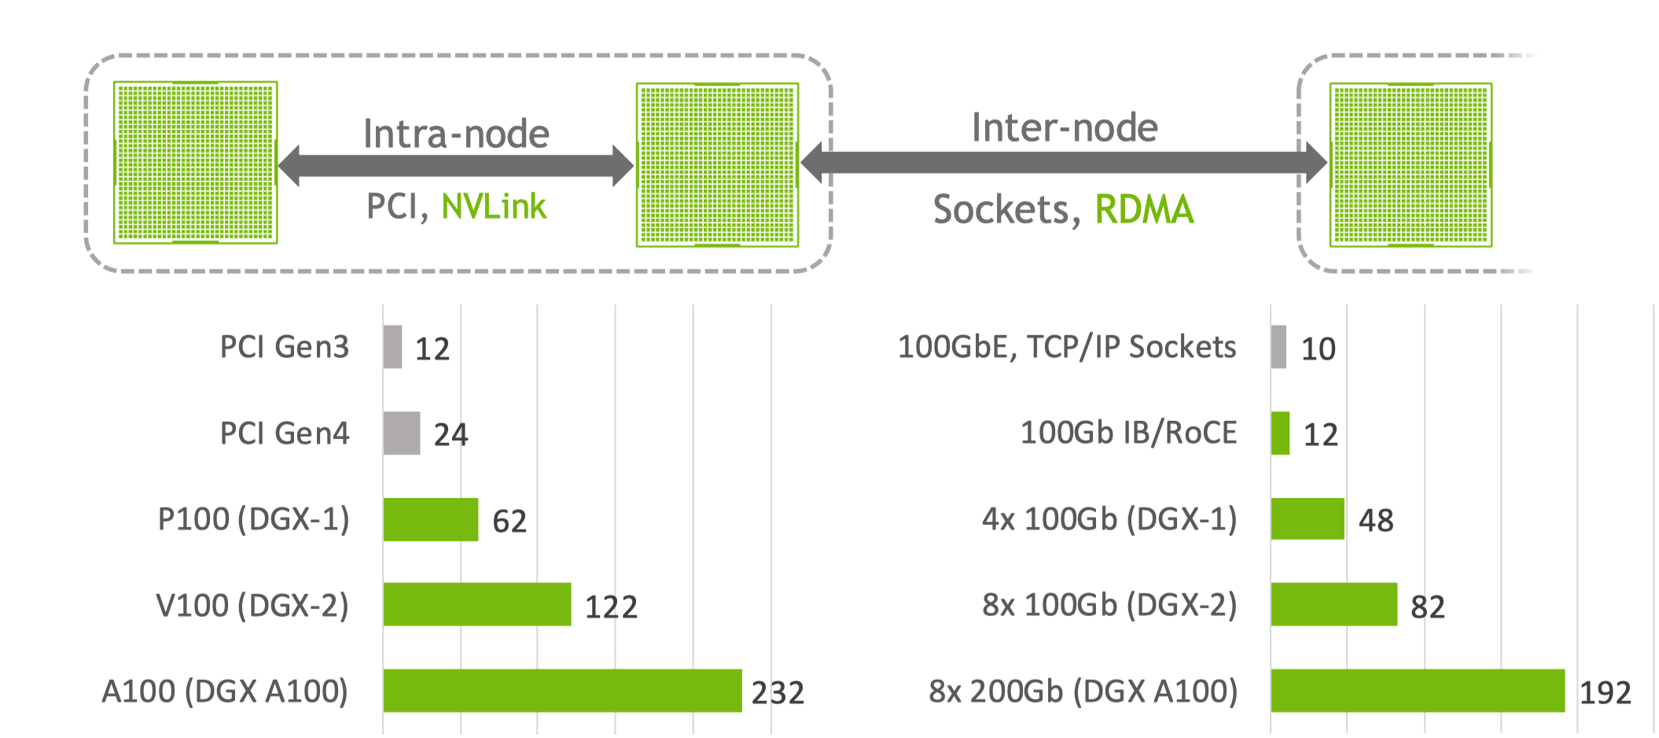 Intra-node
PCI, NVLink
Inter-node
Sockets, RDMA
PCI Gen3 12
PCI Gen4 24
P100 (DGX-1) 62
V100 (DGX-2) 122
A100 (DGX A100) 232
100GbE, TCP/IP Sockets 10
100Gb IB/RoCE 12
4x 100Gb (DGX-1) 48
8x 100Gb (DGX-2) 82
8x 200Gb (DGX A100) 192